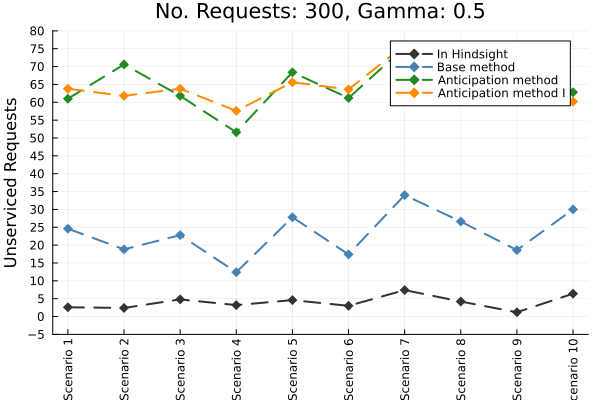 No. Requests: 300, Gamma: 0.5
Unserviced Requests
80
75
70
65
60
55
50
45
40
35
30
25
20
15
10
5
0
−5
In Hindsight
Base method
Anticipation method
Anticipation method I
Scenario 1
Scenario 2
Scenario 3
Scenario 4
Scenario 5
Scenario 6
Scenario 7
Scenario 8
Scenario 9
cenario 10